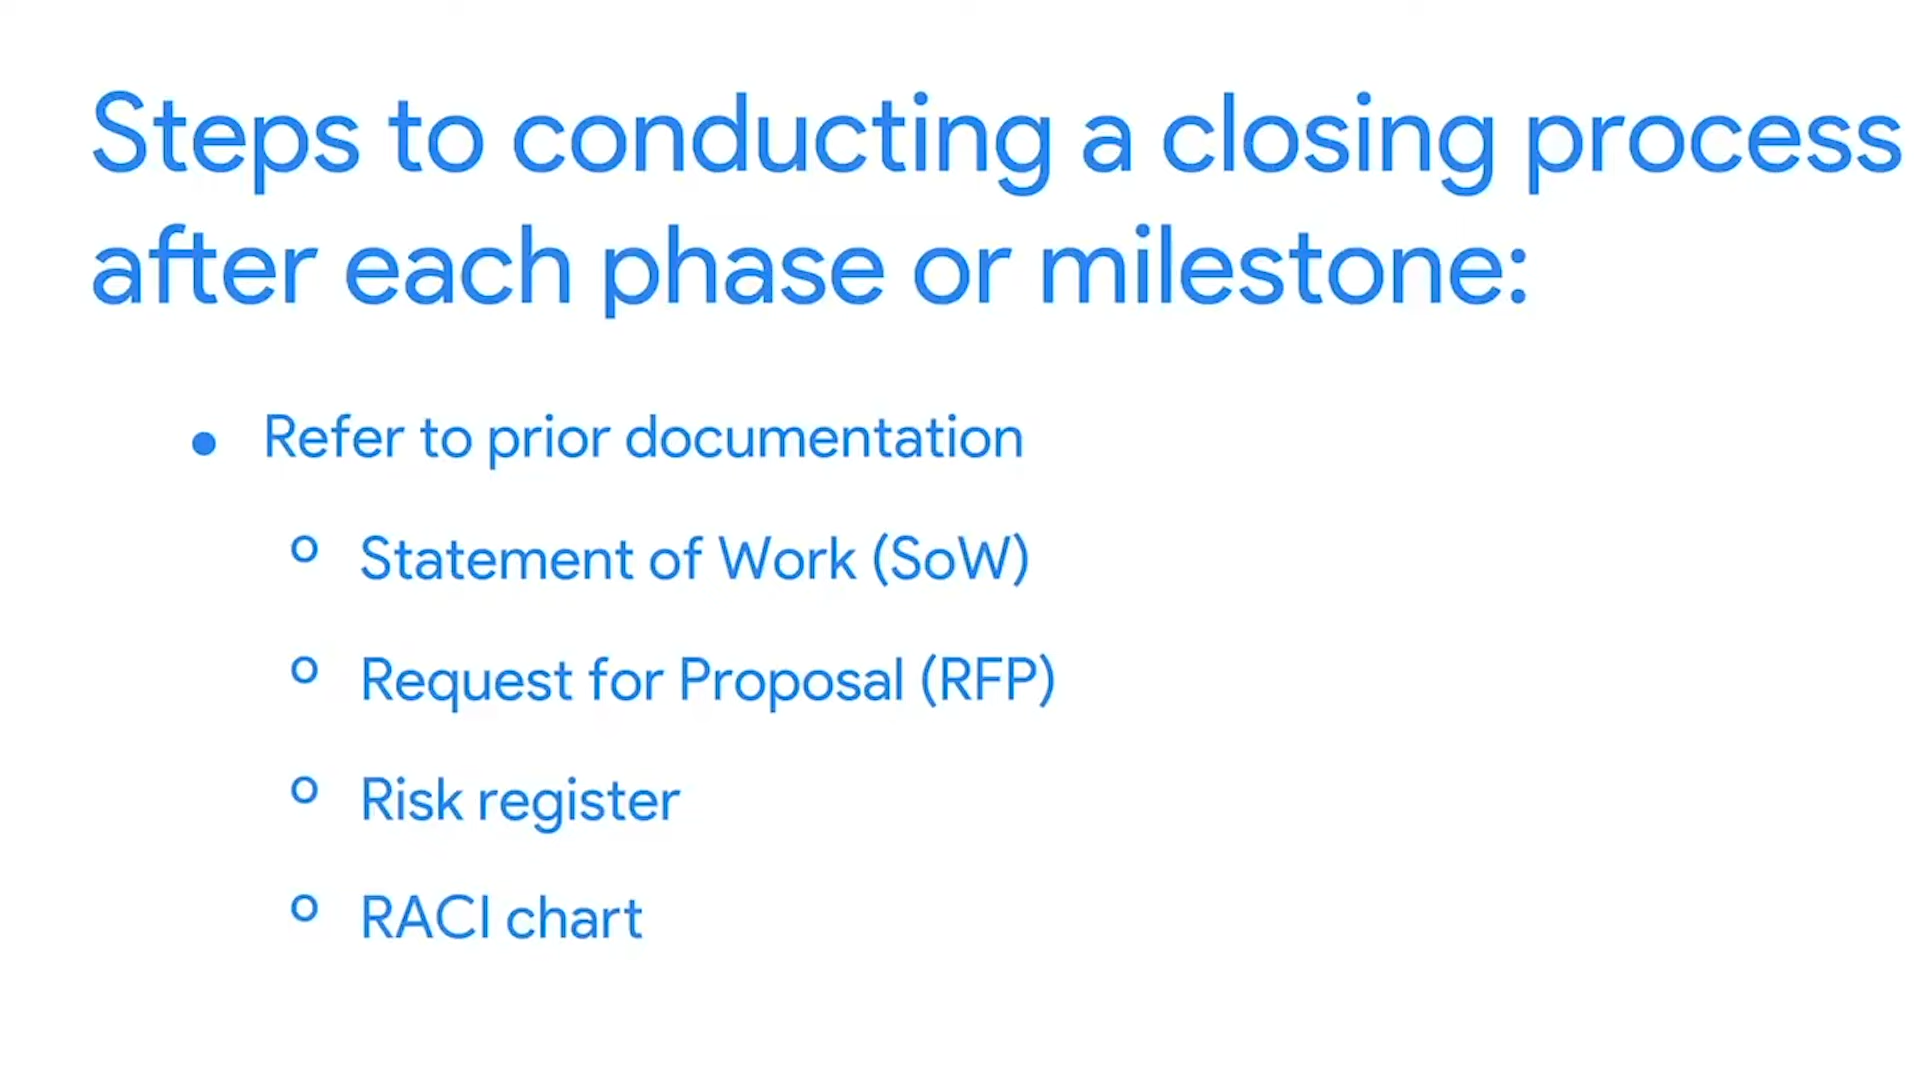 Steps to conducting a closing process
after each phase or milestone:
● Refer to prior documentation
○ Statement of Work (SoW)
○ Request for Proposal (RFP)
○ Risk register
○ RACI chart